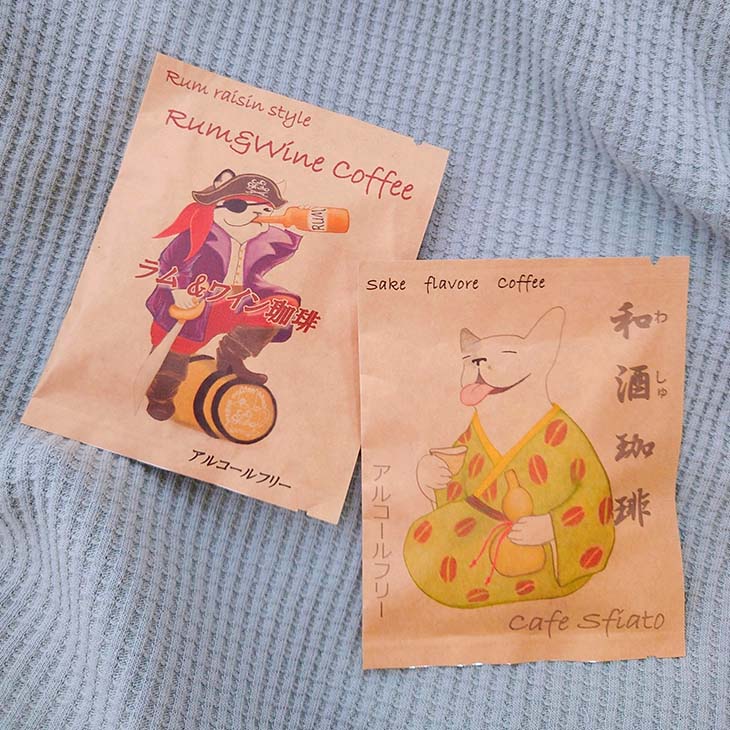 Rum raisin style
Rum&Wine Coffee
RUM
ラム&ワイン珈琲
アルコールフリー
Sake flavore Coffee
和酒珈琲
わ
しゅ
アルコールフリー
Cafe Sfiato